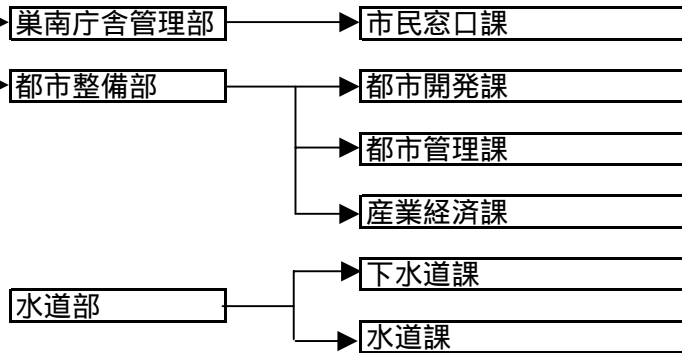 巣南庁舎管理部
市民窓口課
都市整備部
都市開発課
都市管理課
産業経済課
水道部
下水道課
水道課